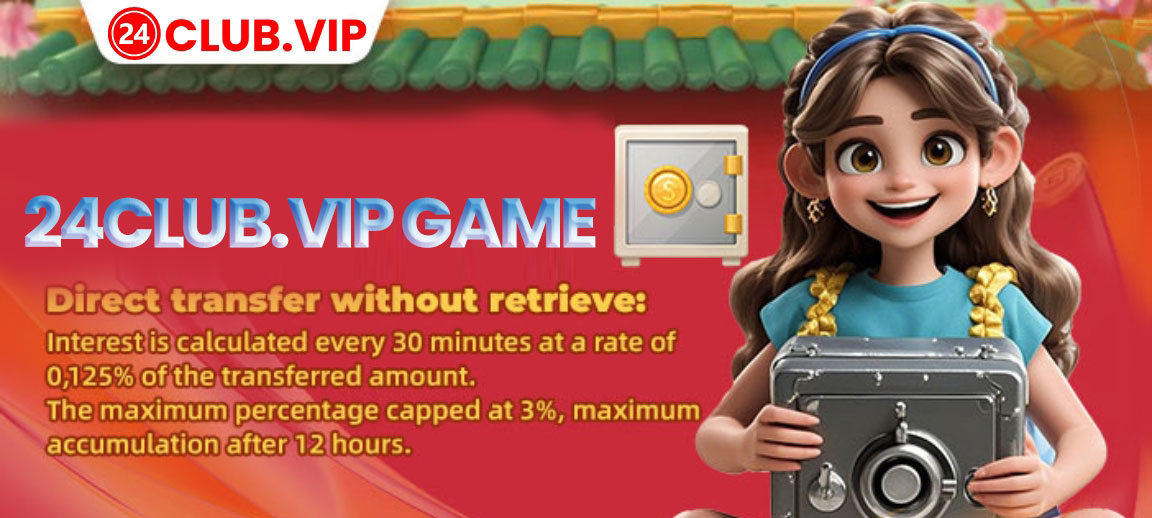 24 CLUB.VIP
24CLUB.VIP GAME
Direct transfer without retrieve:
Interest is calculated every 30 minutes at a rate of
0,125% of the transferred amount.
The maximum percentage capped at 3%, maximum
accumulation after 12 hours.